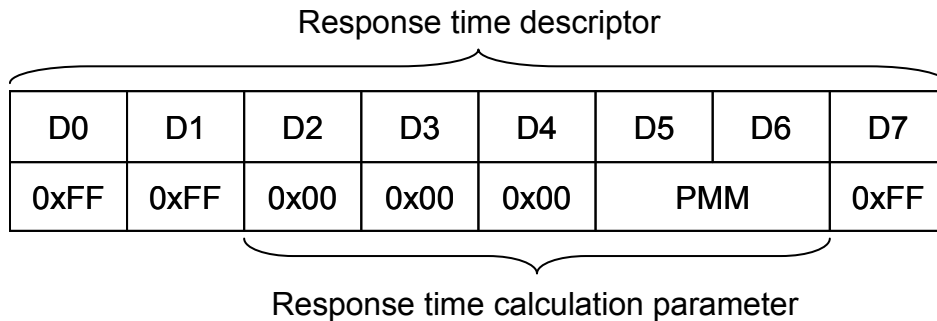 Response time descriptor
D0 D1 D2 D3 D4 D5 D6 D7
0xFF 0xFF 0x00 0x00 0x00 PMM 0xFF
Response time calculation parameter